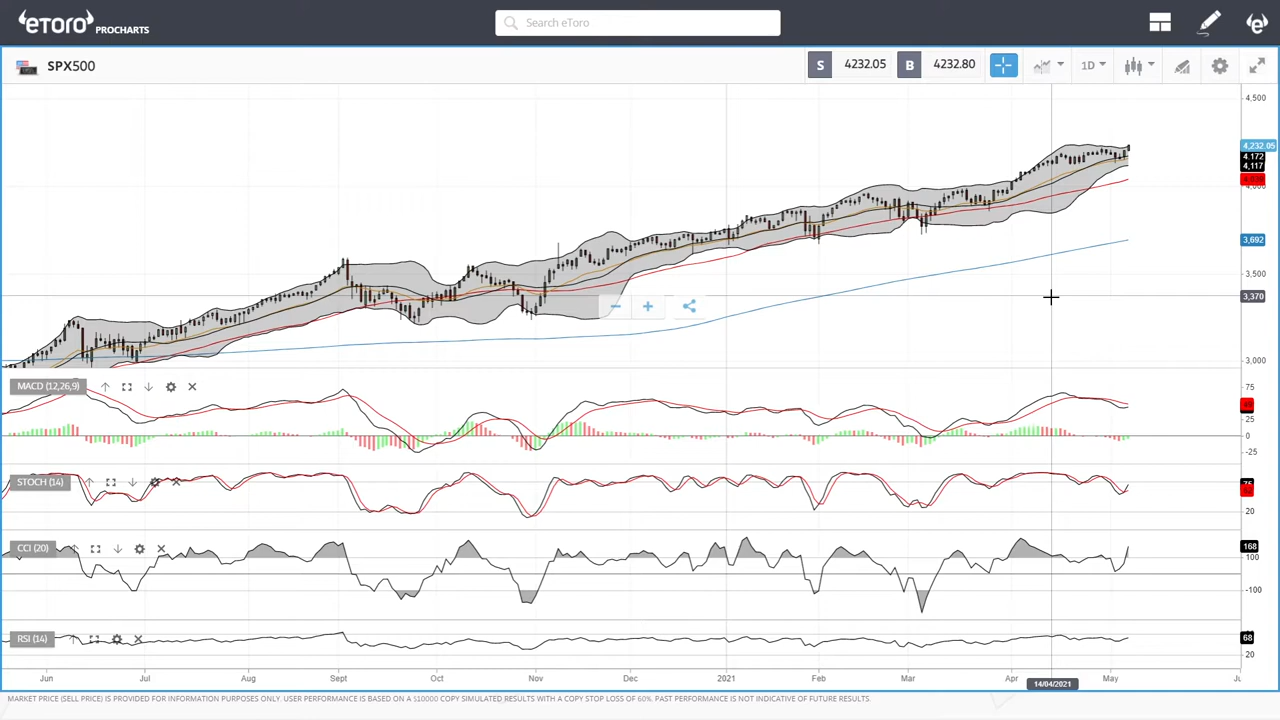 eToro PROCHARTS
Search eToro
SPX500
S 4232.05 B 4232.80
1D
4,500
4,232.05
4,172
4,117
3,692
3,500
3,370
3,000
MACD (12,26,9)
75
25
0
-25
STOCH (14)
75
20
CCI (20)
168
100
-100
RSI (14)
68
20
Jun Jul Aug Sept Oct Nov Dec 2021 Feb Mar Apr May
14/04/2021
MARKET PRICE (SELL PRICE) IS PROVIDED FOR INFORMATION PURPOSES ONLY. USER PERFORMANCE IS BASED ON A $10000 COPY SIMULATED RESULTS WITH A COPY STOP LOSS OF 60%. PAST PERFORMANCE IS NOT INDICATIVE OF FUTURE RESULTS.